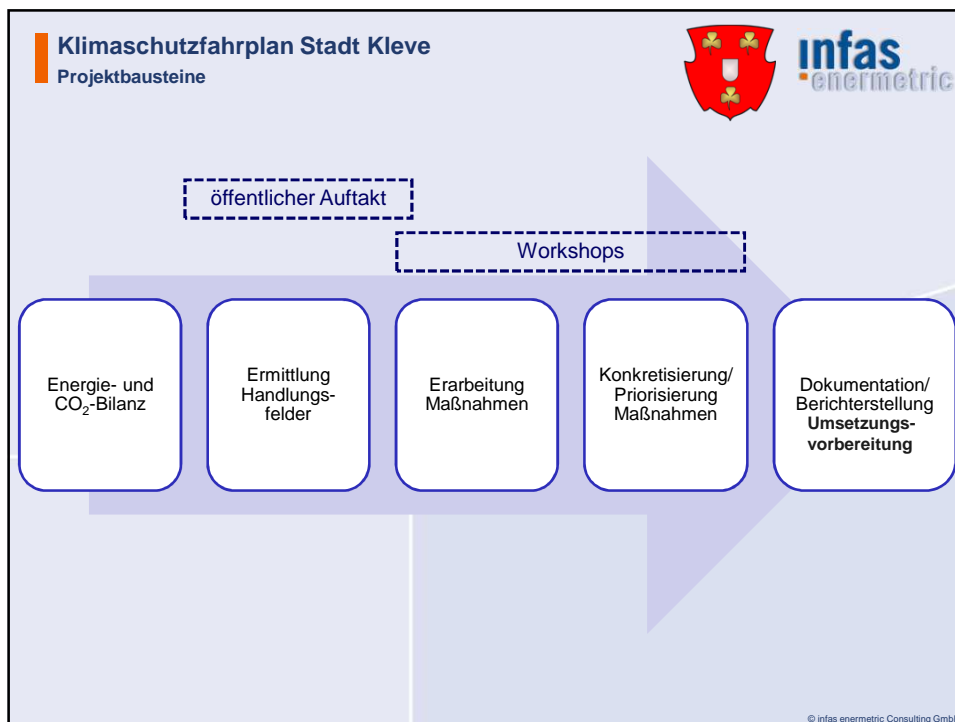 Klimaschutzfahrplan Stadt Kleve
Projektbausteine
infas
enermetric
öffentlicher Auftakt
Workshops
Energie- und
CO₂-Bilanz
Ermittlung
Handlungs-
felder
Erarbeitung
Maßnahmen
Konkretisierung/
Priorisierung
Maßnahmen
Dokumentation/
Berichterstellung
Umsetzungs-
vorbereitung
© infas enermetric Consulting GmbH